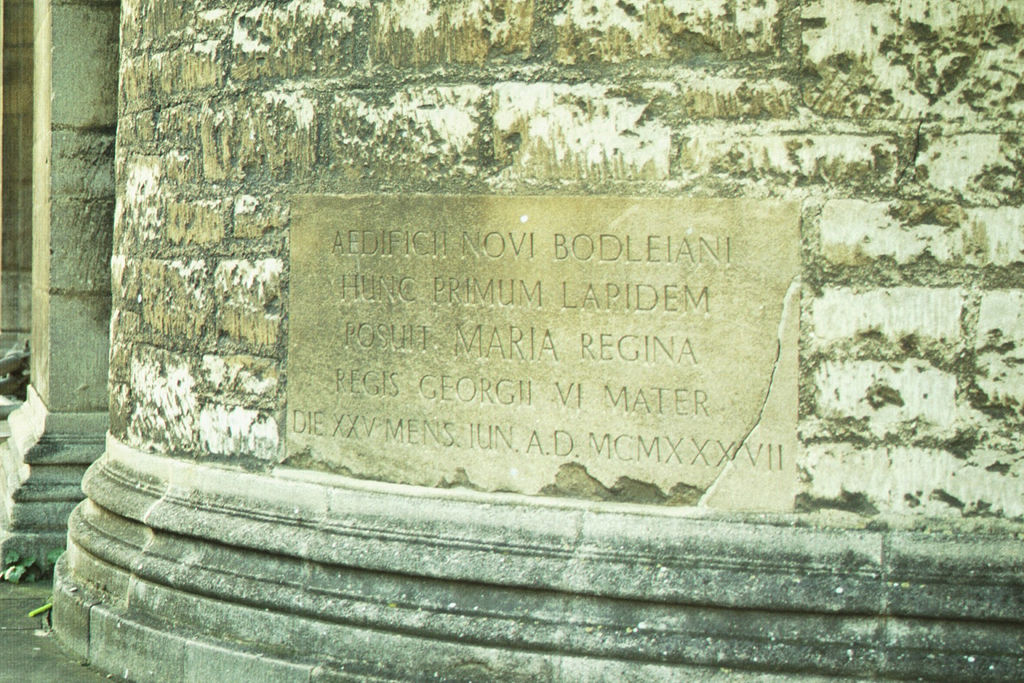 AEDIFICII NOVI BODLEIANI
HUNC PRIMUM LAPIDEM
POSUIT MARIA REGINA
REGIS GEORGII VI MATER
DIE XXV MENS. IUN. A.D. MCMXXXVII